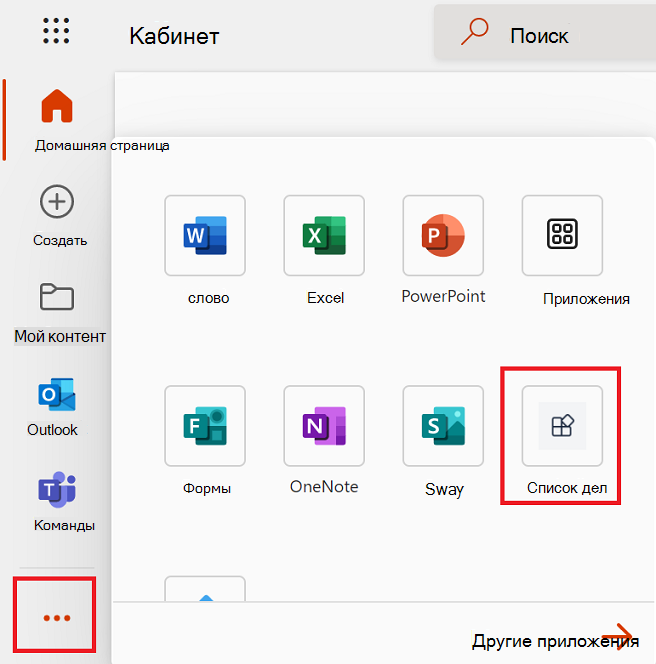 Кабинет
Поиск
Домашняя страница
Создать
Мой контент
Outlook
Команды
W
слово
X
Excel
P
PowerPoint
Приложения
F
Формы
N
OneNote
S
Sway
Список дел
O
T
Другие приложения